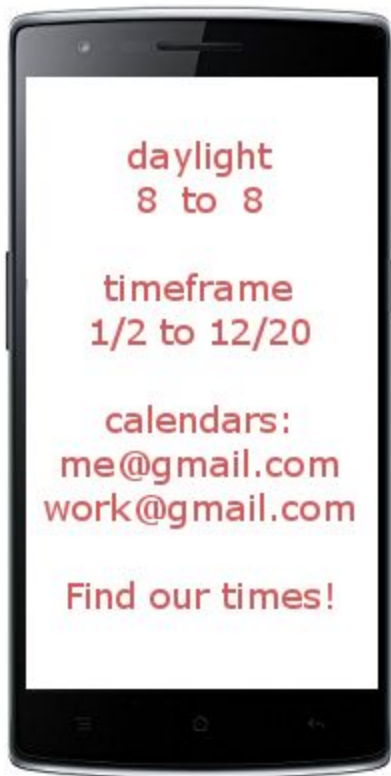 daylight
8 to 8
timeframe
1/2 to 12/20
calendars:
me@gmail.com
work@gmail.com
Find our times!